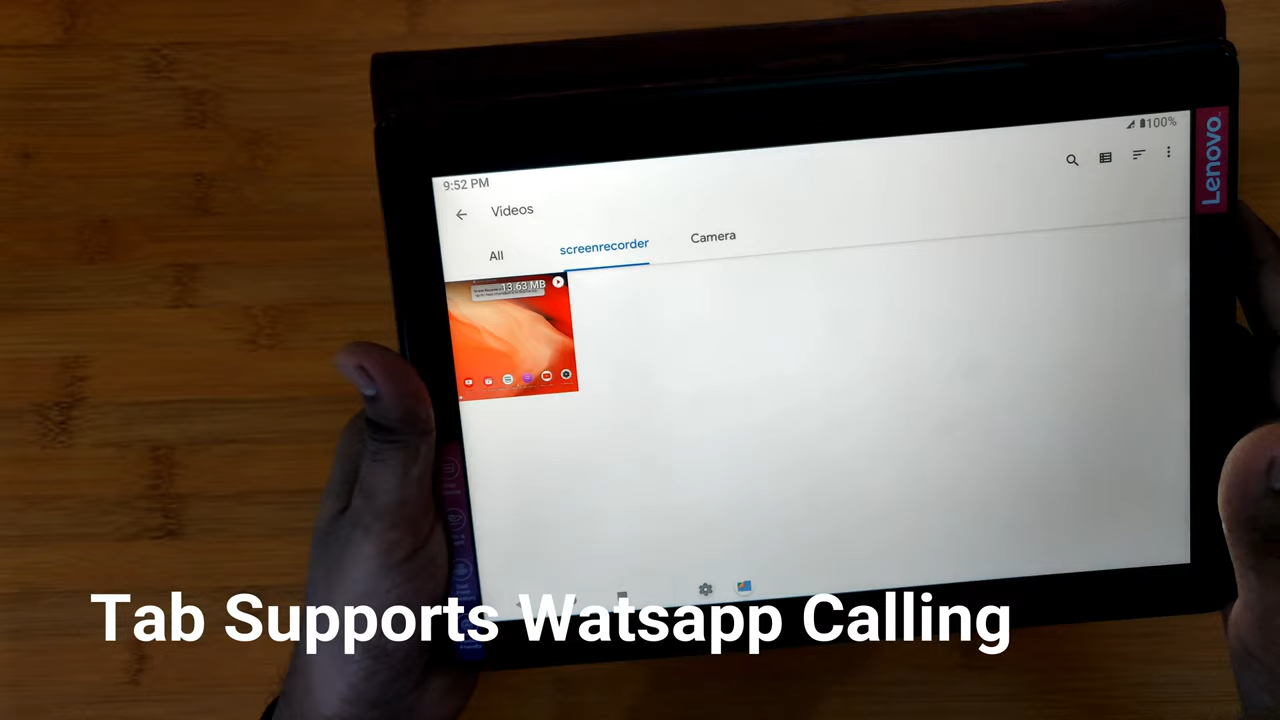 100%
9:52 PM
Videos
All
screenrecorder
Camera
13.63 MB
Lenovo
Tab Supports Watsapp Calling